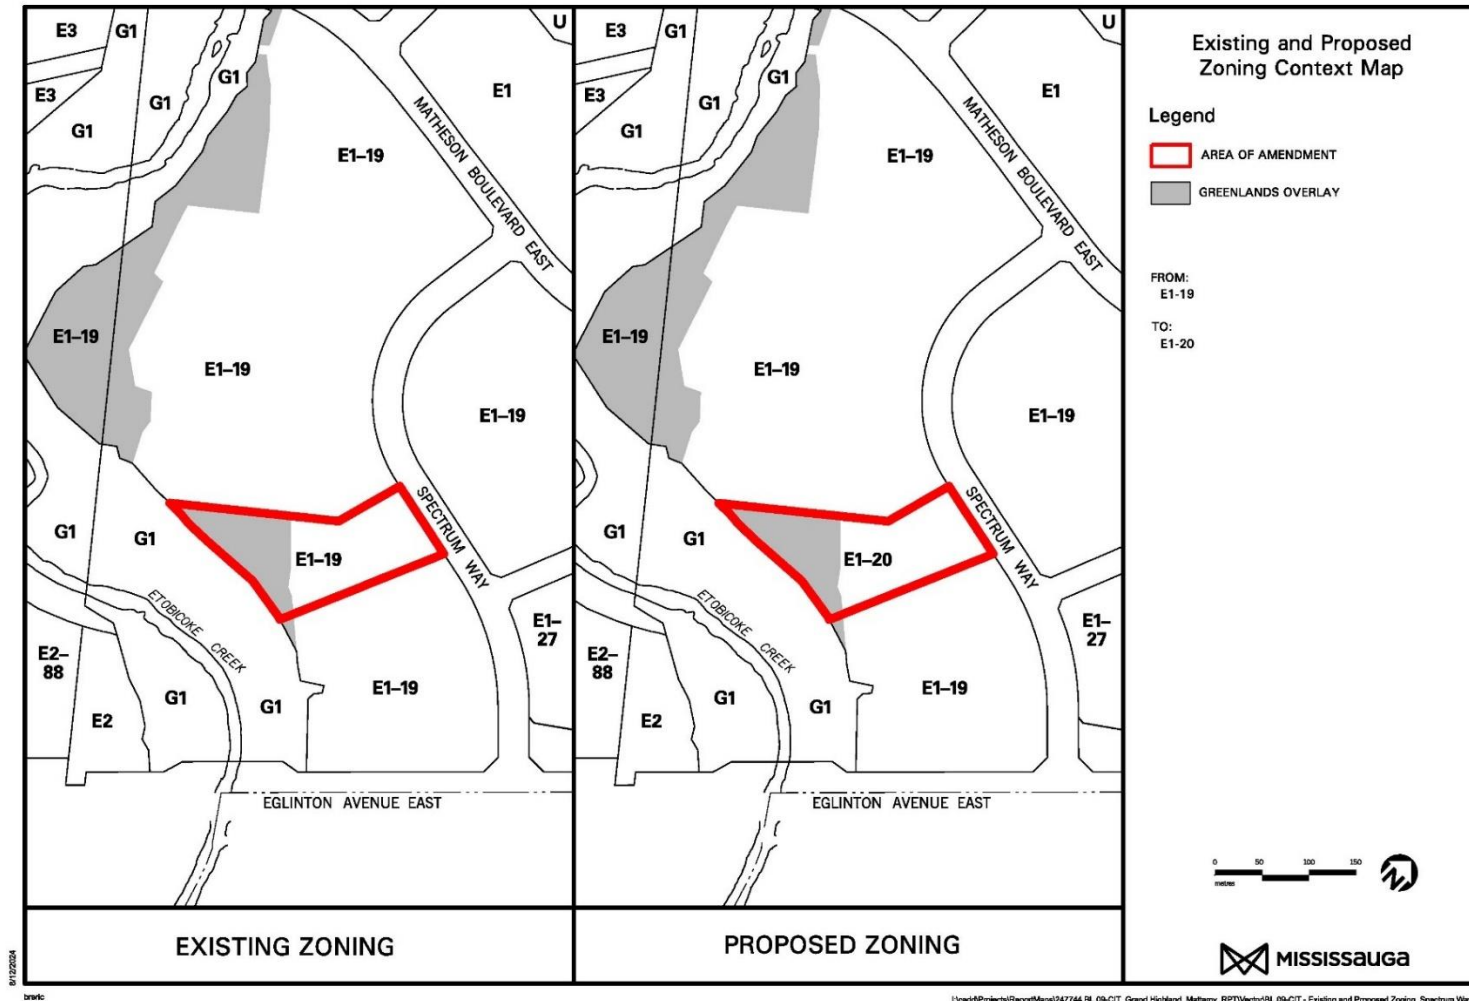 E3
G1
U
E1
G1
E3
G1
G1
E1–19
MATHESON BOULEVARD EAST
E1–19
E1–19
E1–19
SPECTRUM WAY
G1
G1
E1–19
ETOBICOKE CREEK
E1–
27
E2–
88
E2
G1
G1
E1–19
EGLINTON AVENUE EAST
EXISTING ZONING
E3
G1
U
E1
G1
E3
G1
G1
E1–19
MATHESON BOULEVARD EAST
E1–19
E1–19
E1–19
SPECTRUM WAY
G1
G1
E1–20
ETOBICOKE CREEK
E1–
27
E2–
88
E2
G1
G1
E1–19
EGLINTON AVENUE EAST
PROPOSED ZONING
Existing and Proposed
Zoning Context Map
Legend
AREA OF AMENDMENT
GREENLANDS OVERLAY
FROM:
E1-19
TO:
E1-20
0 50 100 150
metres
MISSISSAUGA
8/12/2024